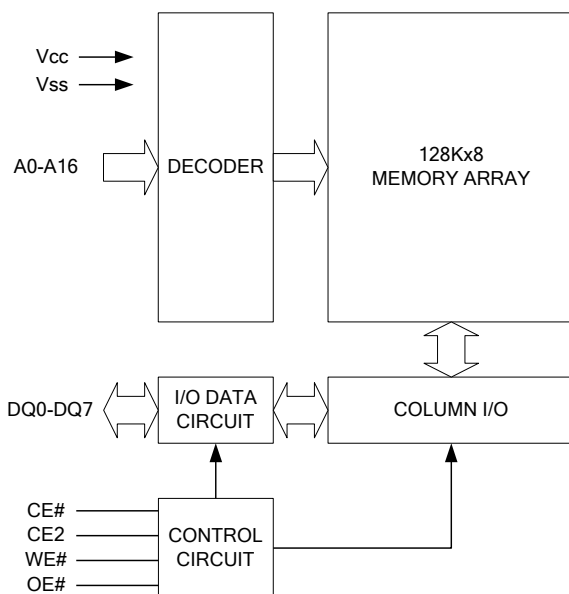 Vcc
Vss
A0-A16
DECODER
128Kx8
MEMORY ARRAY
DQ0-DQ7
I/O DATA
CIRCUIT
COLUMN I/O
CE#
CE2
WE#
OE#
CONTROL
CIRCUIT